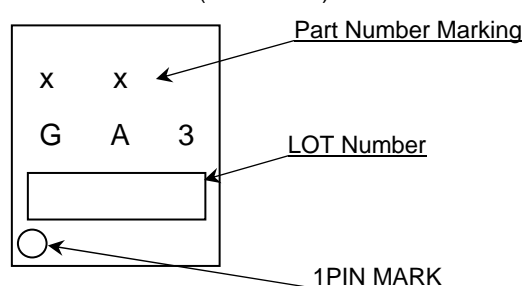 Part Number Marking
x x
G A 3
LOT Number
1PIN MARK